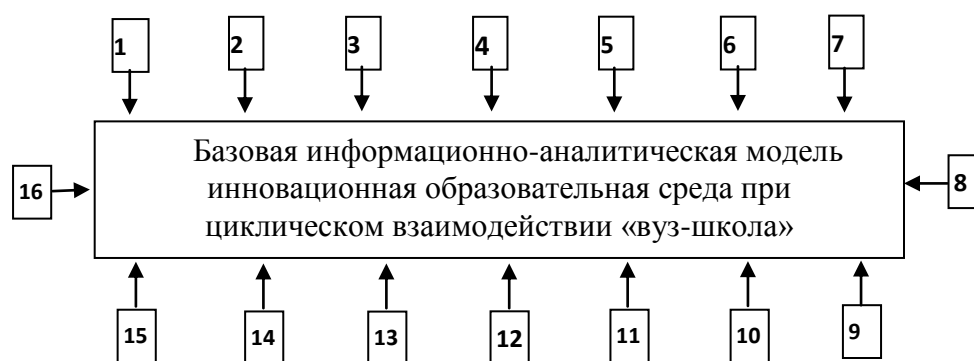 1 2 3 4 5 6 7
Базовая информационно-аналитическая модель
16 инновационная образовательная среда при 8
циклическом взаимодействии «вуз-школа»
15 14 13 12 11 10 9